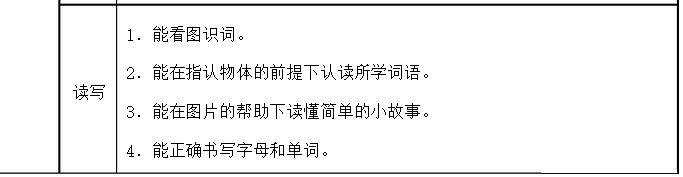 读写
1. 能看图识词。
2. 能在指认物体的前提下认读所学词语。
3. 能在图片的帮助下读懂简单的小故事。
4. 能正确书写字母和单词。